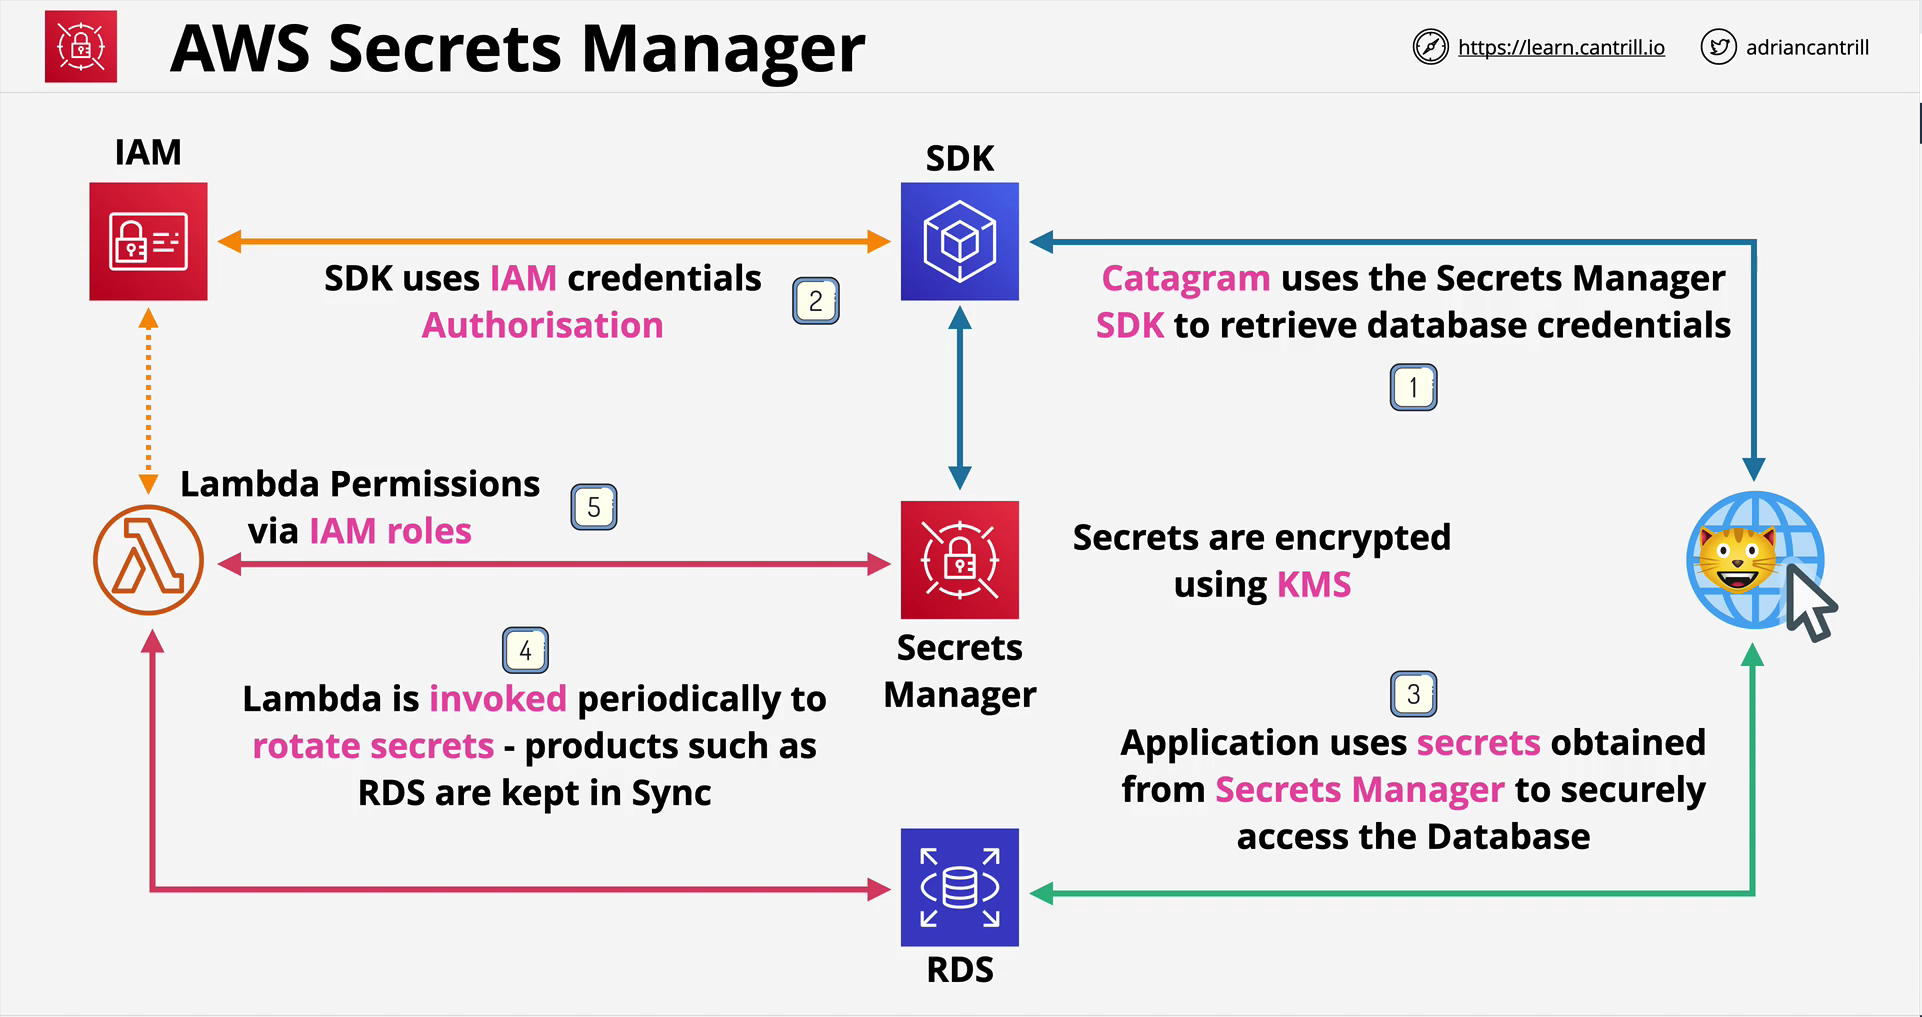 AWS Secrets Manager
https://learn.cantrill.io
adriancantrill
IAM
SDK
SDK uses IAM credentials
Authorisation
2
Catagram uses the Secrets Manager
SDK to retrieve database credentials
1
Lambda Permissions
via IAM roles
5
Secrets are encrypted
using KMS
Secrets
Manager
4
Lambda is invoked periodically to
rotate secrets - products such as
RDS are kept in Sync
3
Application uses secrets obtained
from Secrets Manager to securely
access the Database
RDS